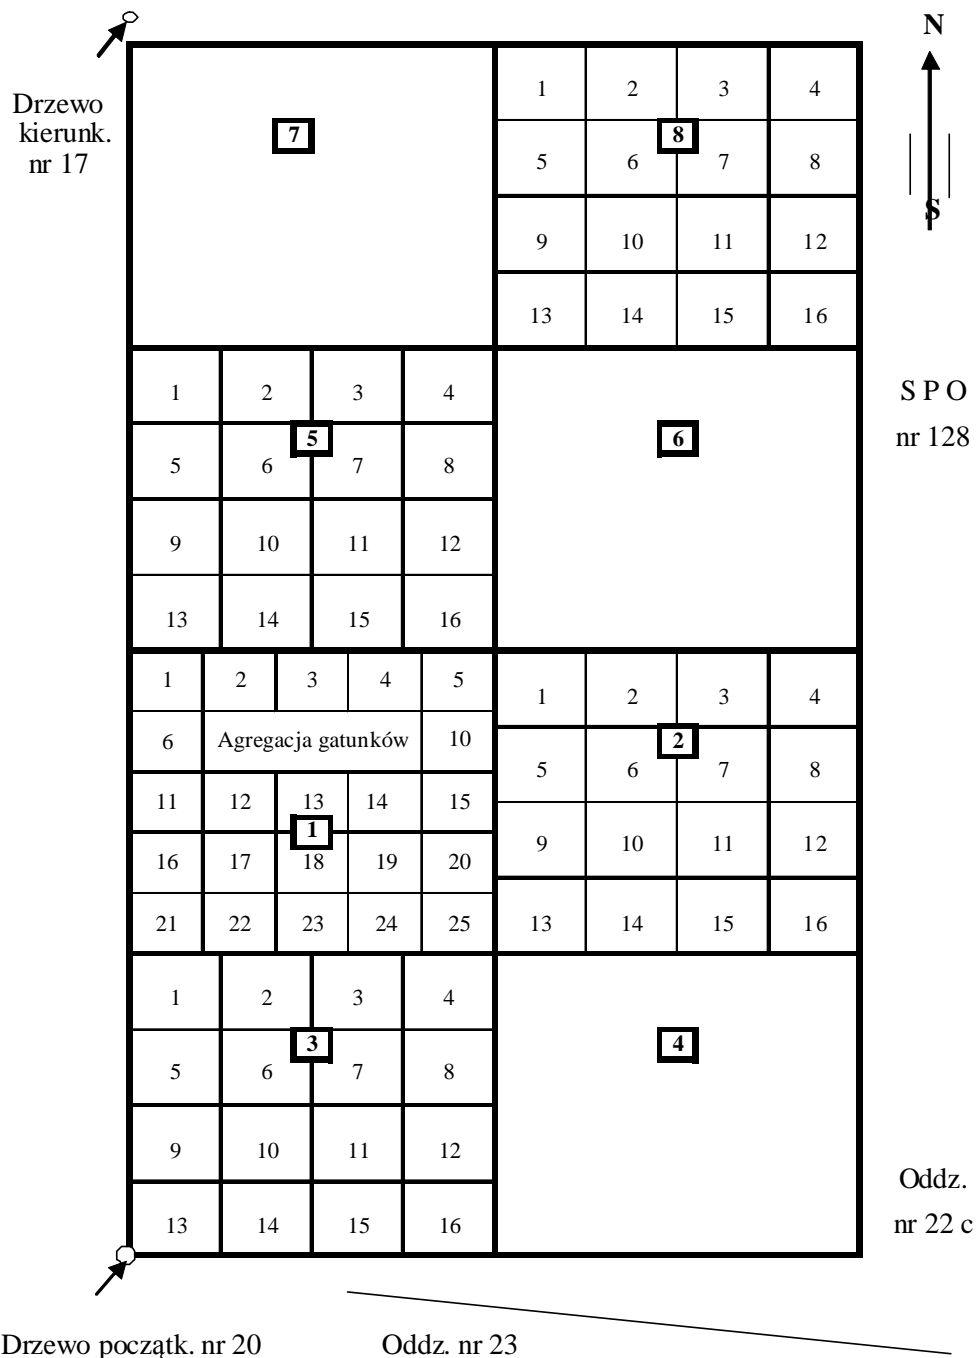 N
Drzewo
kierunk.
nr 17
7
1 2 3 4
8
5 6 7 8
S
9 10 11 12
13 14 15 16
1 2 3 4
S P O
5
6
nr 128
5 6 7 8
9 10 11 12
13 14 15 16
1 2 3 4 5
1 2 3 4
6 Agregacja gatunków 10
2
5 6 7 8
11 12 13 14 15
1
9 10 11 12
16 17 18 19 20
21 22 23 24 25
13 14 15 16
1 2 3 4
3
4
5 6 7 8
9 10 11 12
Oddz.
13 14 15 16
nr 22 c
Drzewo początk. nr 20
Oddz. nr 23